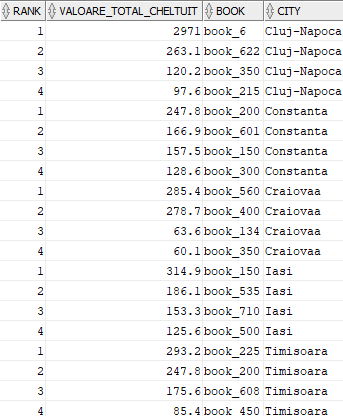 RANK VALOARE_TOTAL_CHELTUIT BOOK CITY
1 2971 book_6 Cluj-Napoca
2 263.1 book_622 Cluj-Napoca
3 120.2 book_350 Cluj-Napoca
4 97.6 book_215 Cluj-Napoca
1 247.8 book_200 Constanta
2 166.9 book_601 Constanta
3 157.5 book_150 Constanta
4 128.6 book_300 Constanta
1 285.4 book_560 Craiovaa
2 278.7 book_400 Craiovaa
3 63.6 book_134 Craiovaa
4 60.1 book_350 Craiovaa
1 314.9 book_150 Iasi
2 186.1 book_535 Iasi
3 153.3 book_710 Iasi
4 125.6 book_500 Iasi
1 293.2 book_225 Timisoara
2 247.8 book_200 Timisoara
3 175.6 book_608 Timisoara
4 85.4 book_450 Timisoara